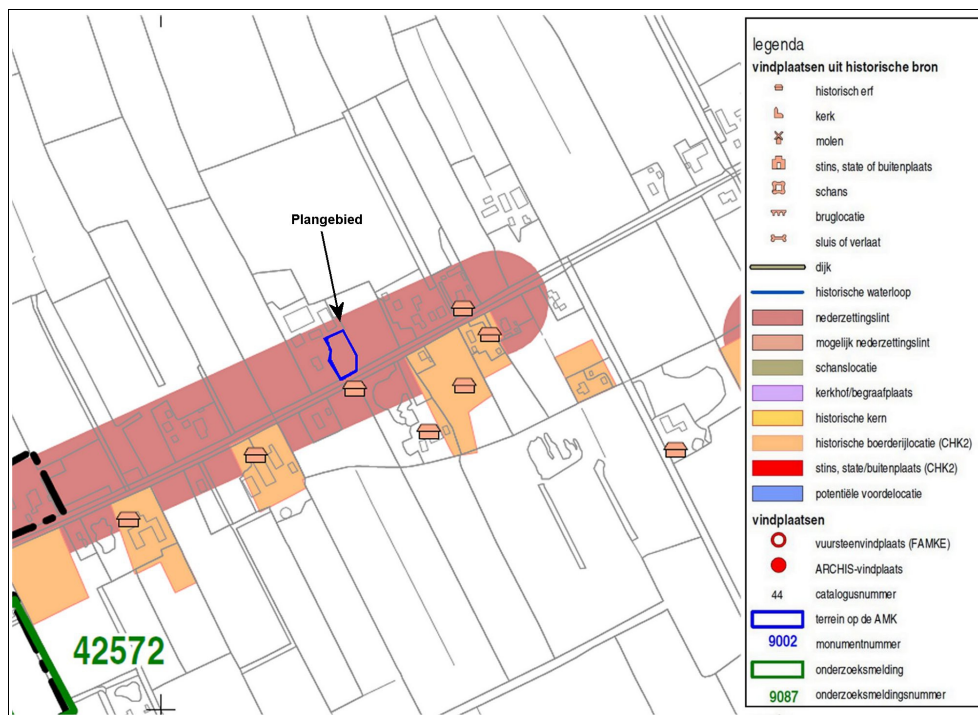 Plangebied
42572
legenda
vindplaatsen uit historische bron
historisch erf
kerk
molen
stins, state of buitenplaats
schans
bruglocatie
sluis of verlaat
dijk
historische waterloop
nederzettingslint
mogelijk nederzettingslint
schanslocatie
kerkhof/begraafplaats
historische kern
historische boerderijlocatie (CHK2)
stins, state/buitenplaats (CHK2)
potentiële voordelocatie
vindplaatsen
vuursteenvindplaats (FAMKE)
ARCHIS-vindplaats
44 catalogusnummer
terrein op de AMK
9002 monumentnummer
onderzoeksmelding
9087 onderzoeksmeldingsnummer